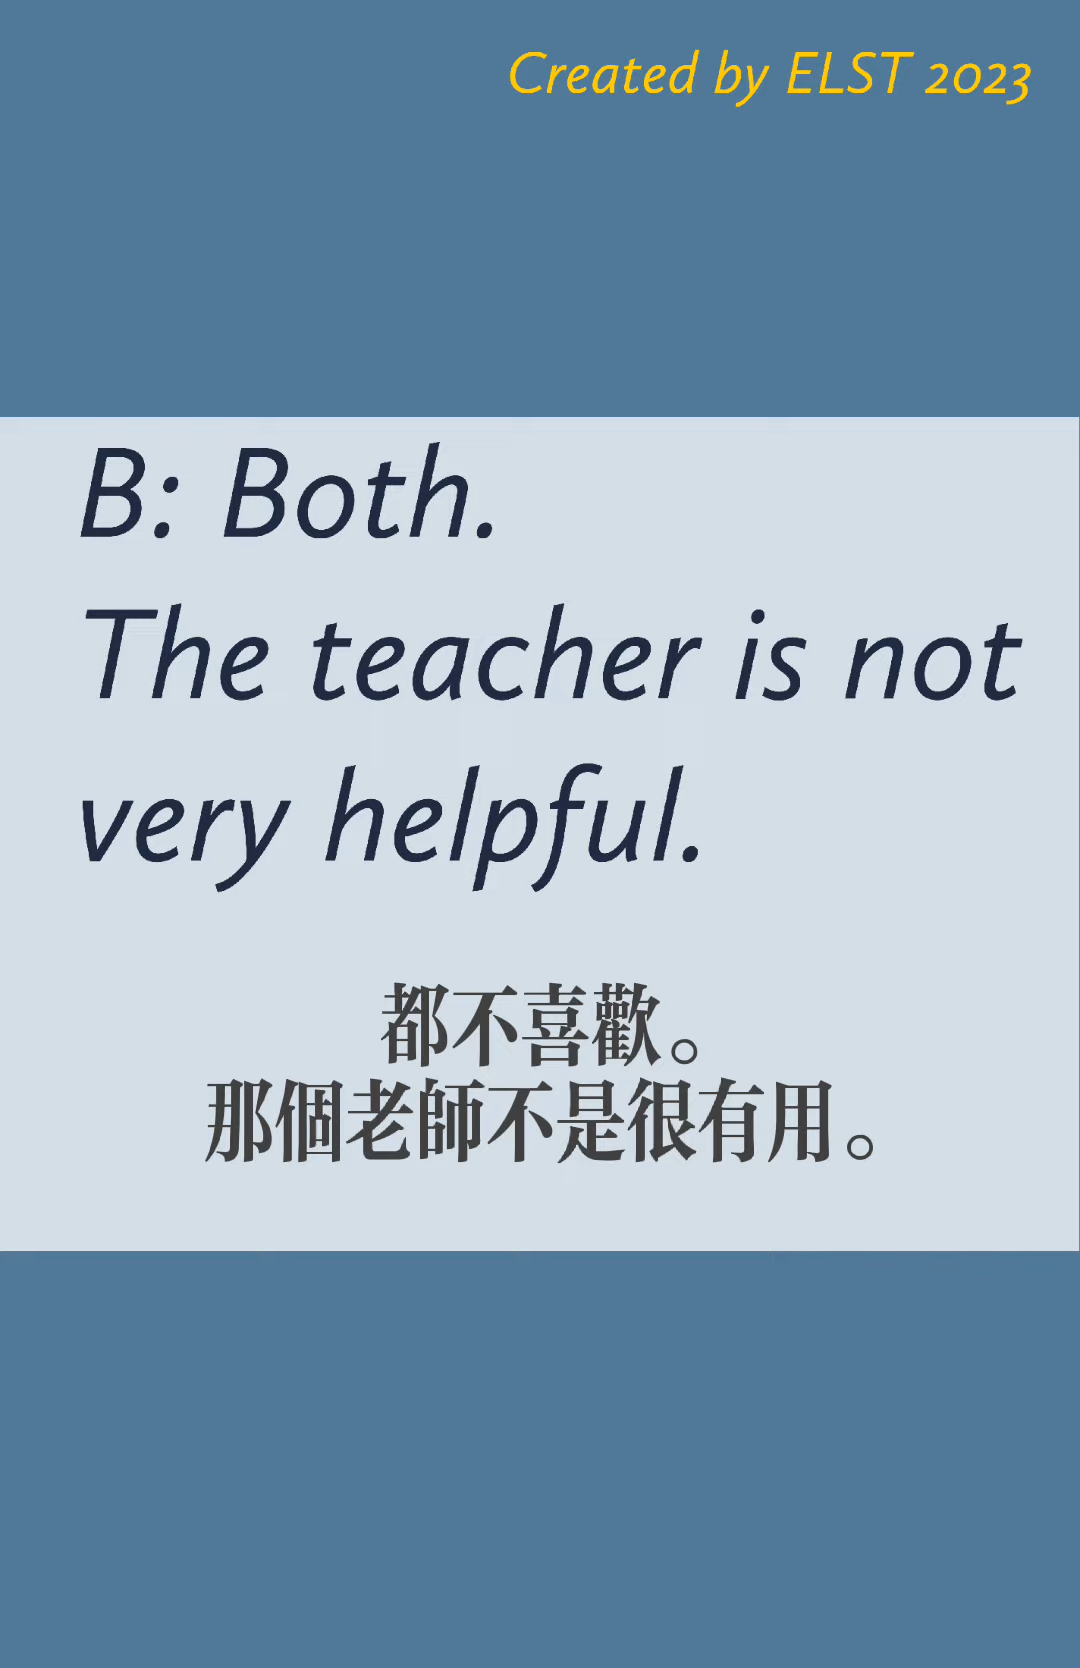 Created by ELST 2023
B: Both.
The teacher is not
very helpful.
都不喜歡。
那個老師不是很有用。